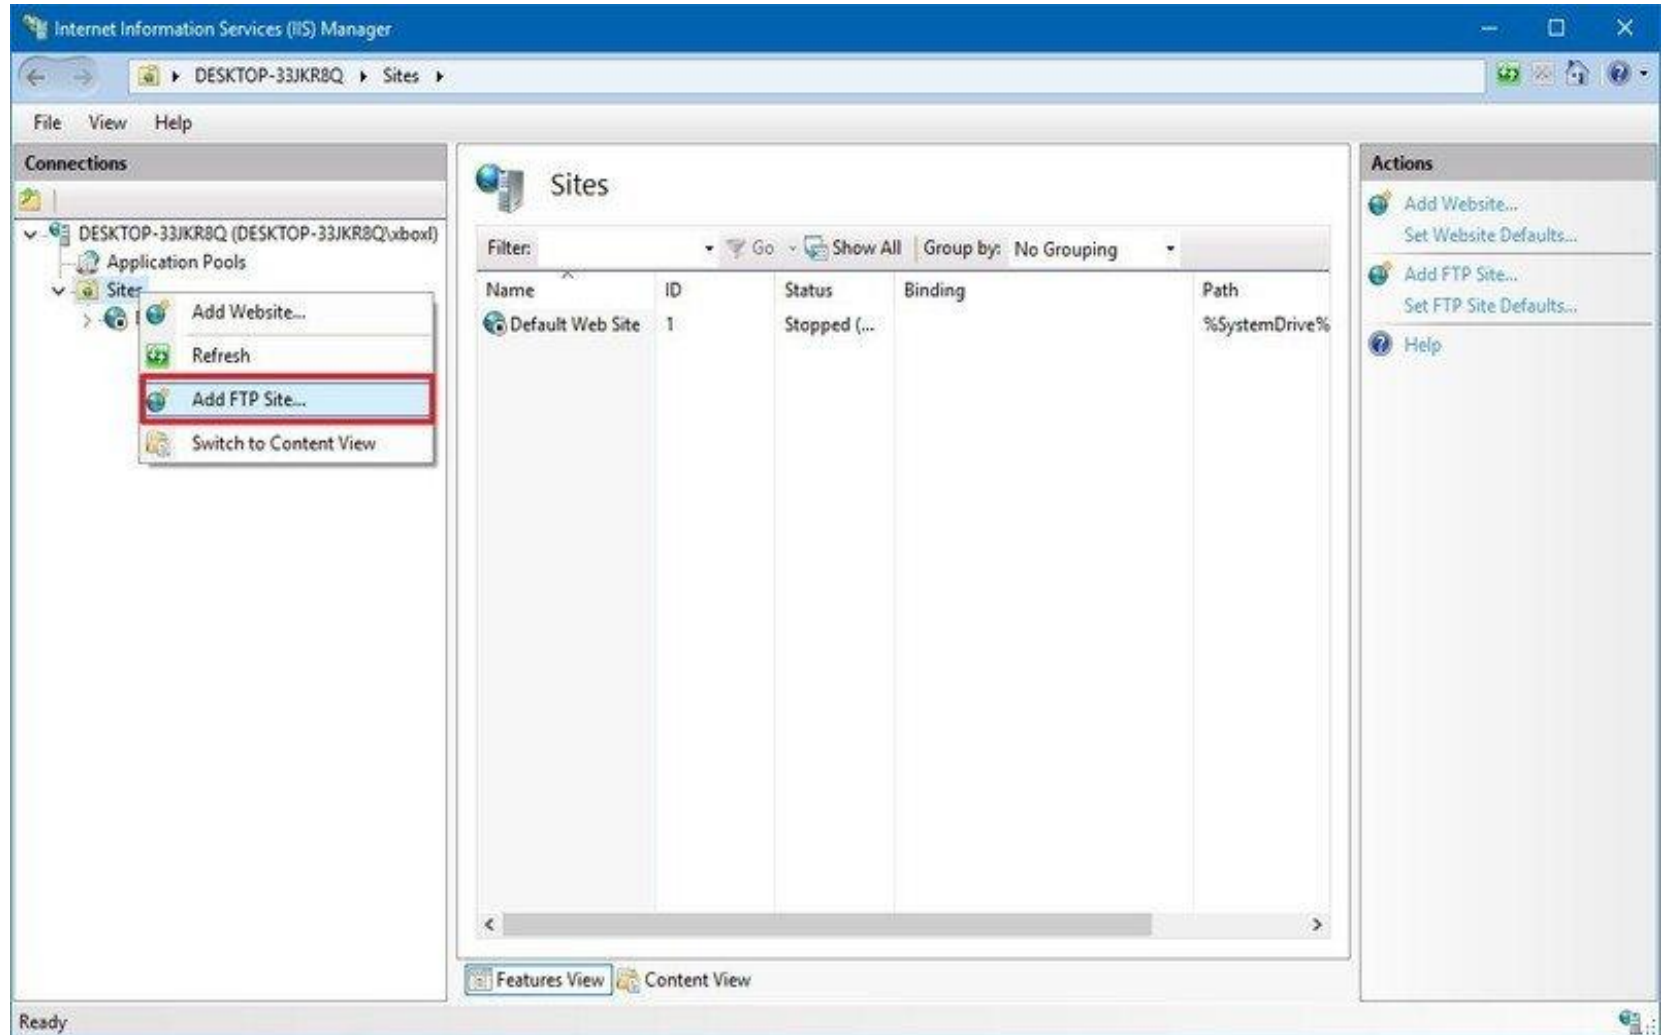 Internet Information Services (IIS) Manager
DESKTOP-33JKR8Q Sites
File View Help
Connections
DESKTOP-33JKR8Q (DESKTOP-33JKR8Q\xboxl)
Application Pools
Sites
Add Website...
Refresh
Add FTP Site...
Switch to Content View
Sites
Filter: Go Show All Group by: No Grouping
Name ID Status Binding Path
Default Web Site 1 Stopped (... %SystemDrive%
Features View Content View
Actions
Add Website...
Set Website Defaults...
Add FTP Site...
Set FTP Site Defaults...
Help
Ready